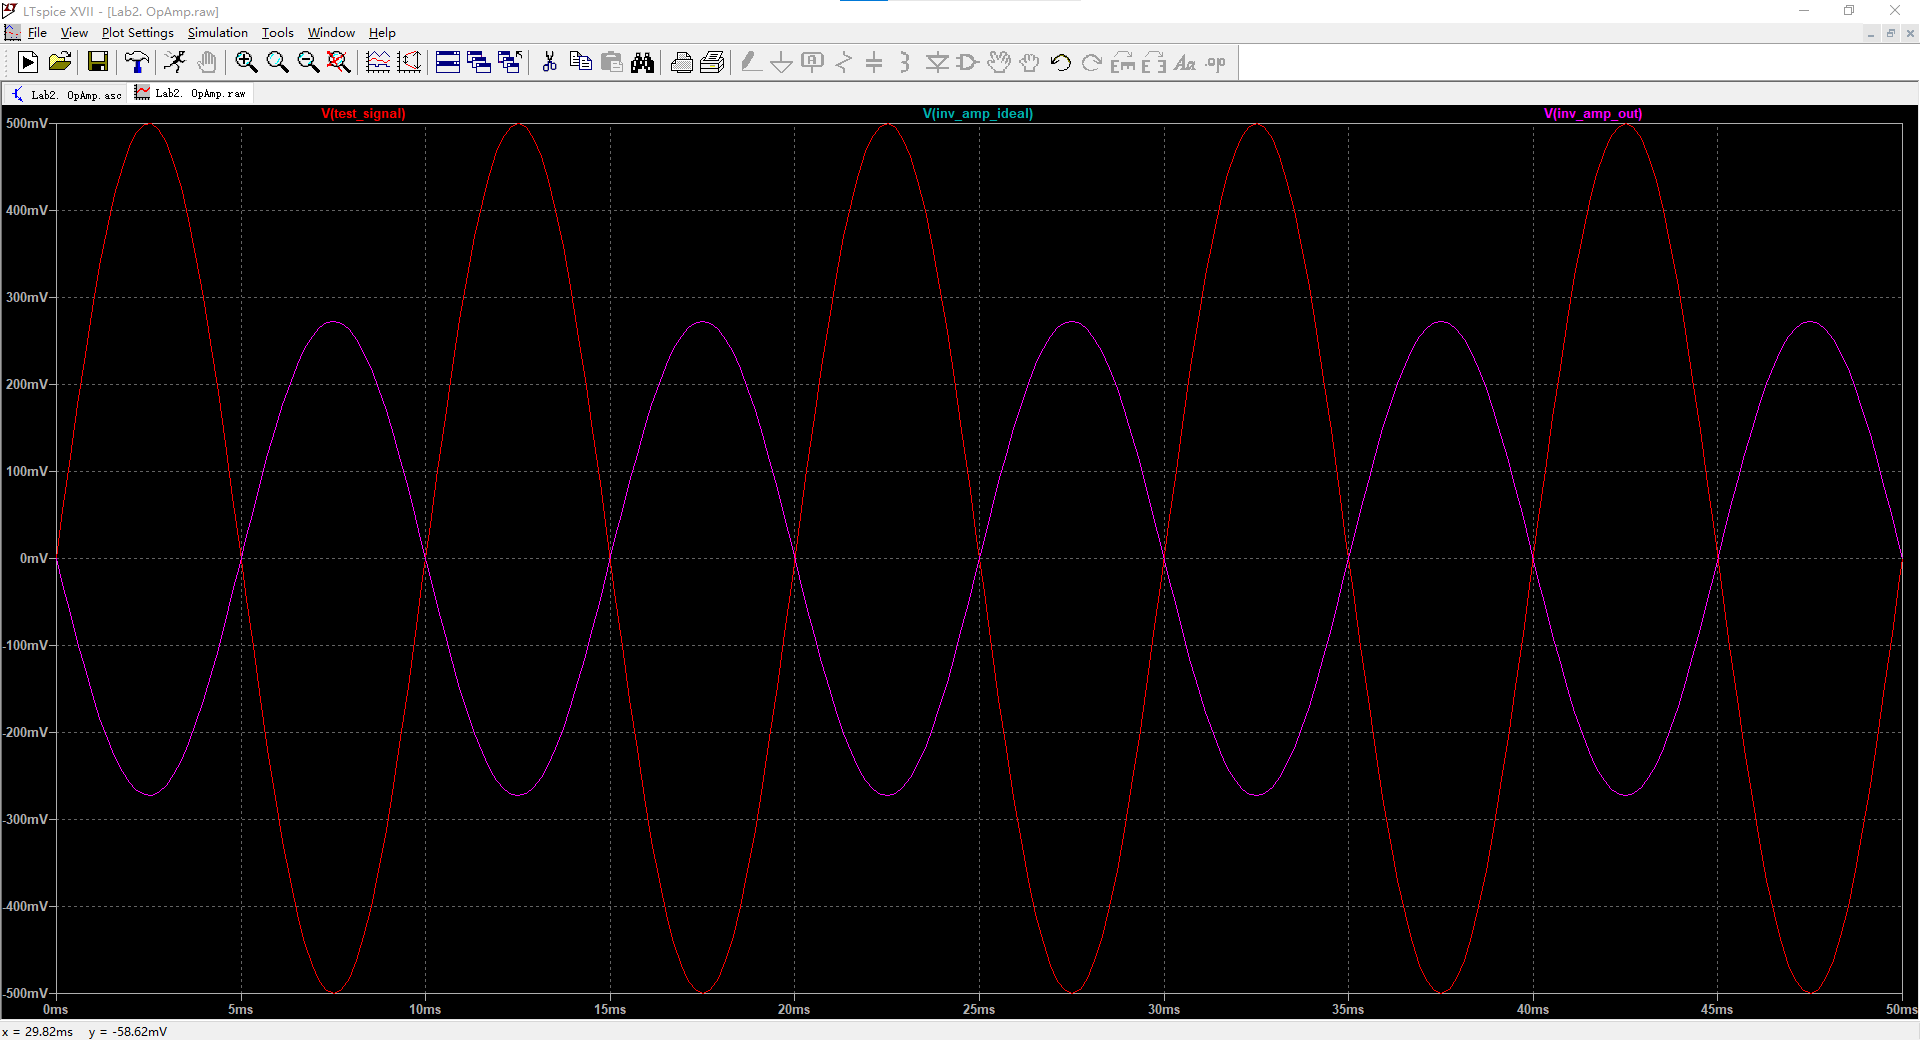 LTspice XVII - [Lab2. OpAmp.raw]
File View Plot Settings Simulation Tools Window Help
Lab2. OpAmp.asc Lab2. OpAmp.raw
V(test_signal) V(inv_amp_ideal) V(inv_amp_out)
500mV
400mV
300mV
200mV
100mV
0mV
-100mV
-200mV
-300mV
-400mV
-500mV
0ms 5ms 10ms 15ms 20ms 25ms 30ms 35ms 40ms 45ms 50ms
x = 29.82ms y = -58.62mV